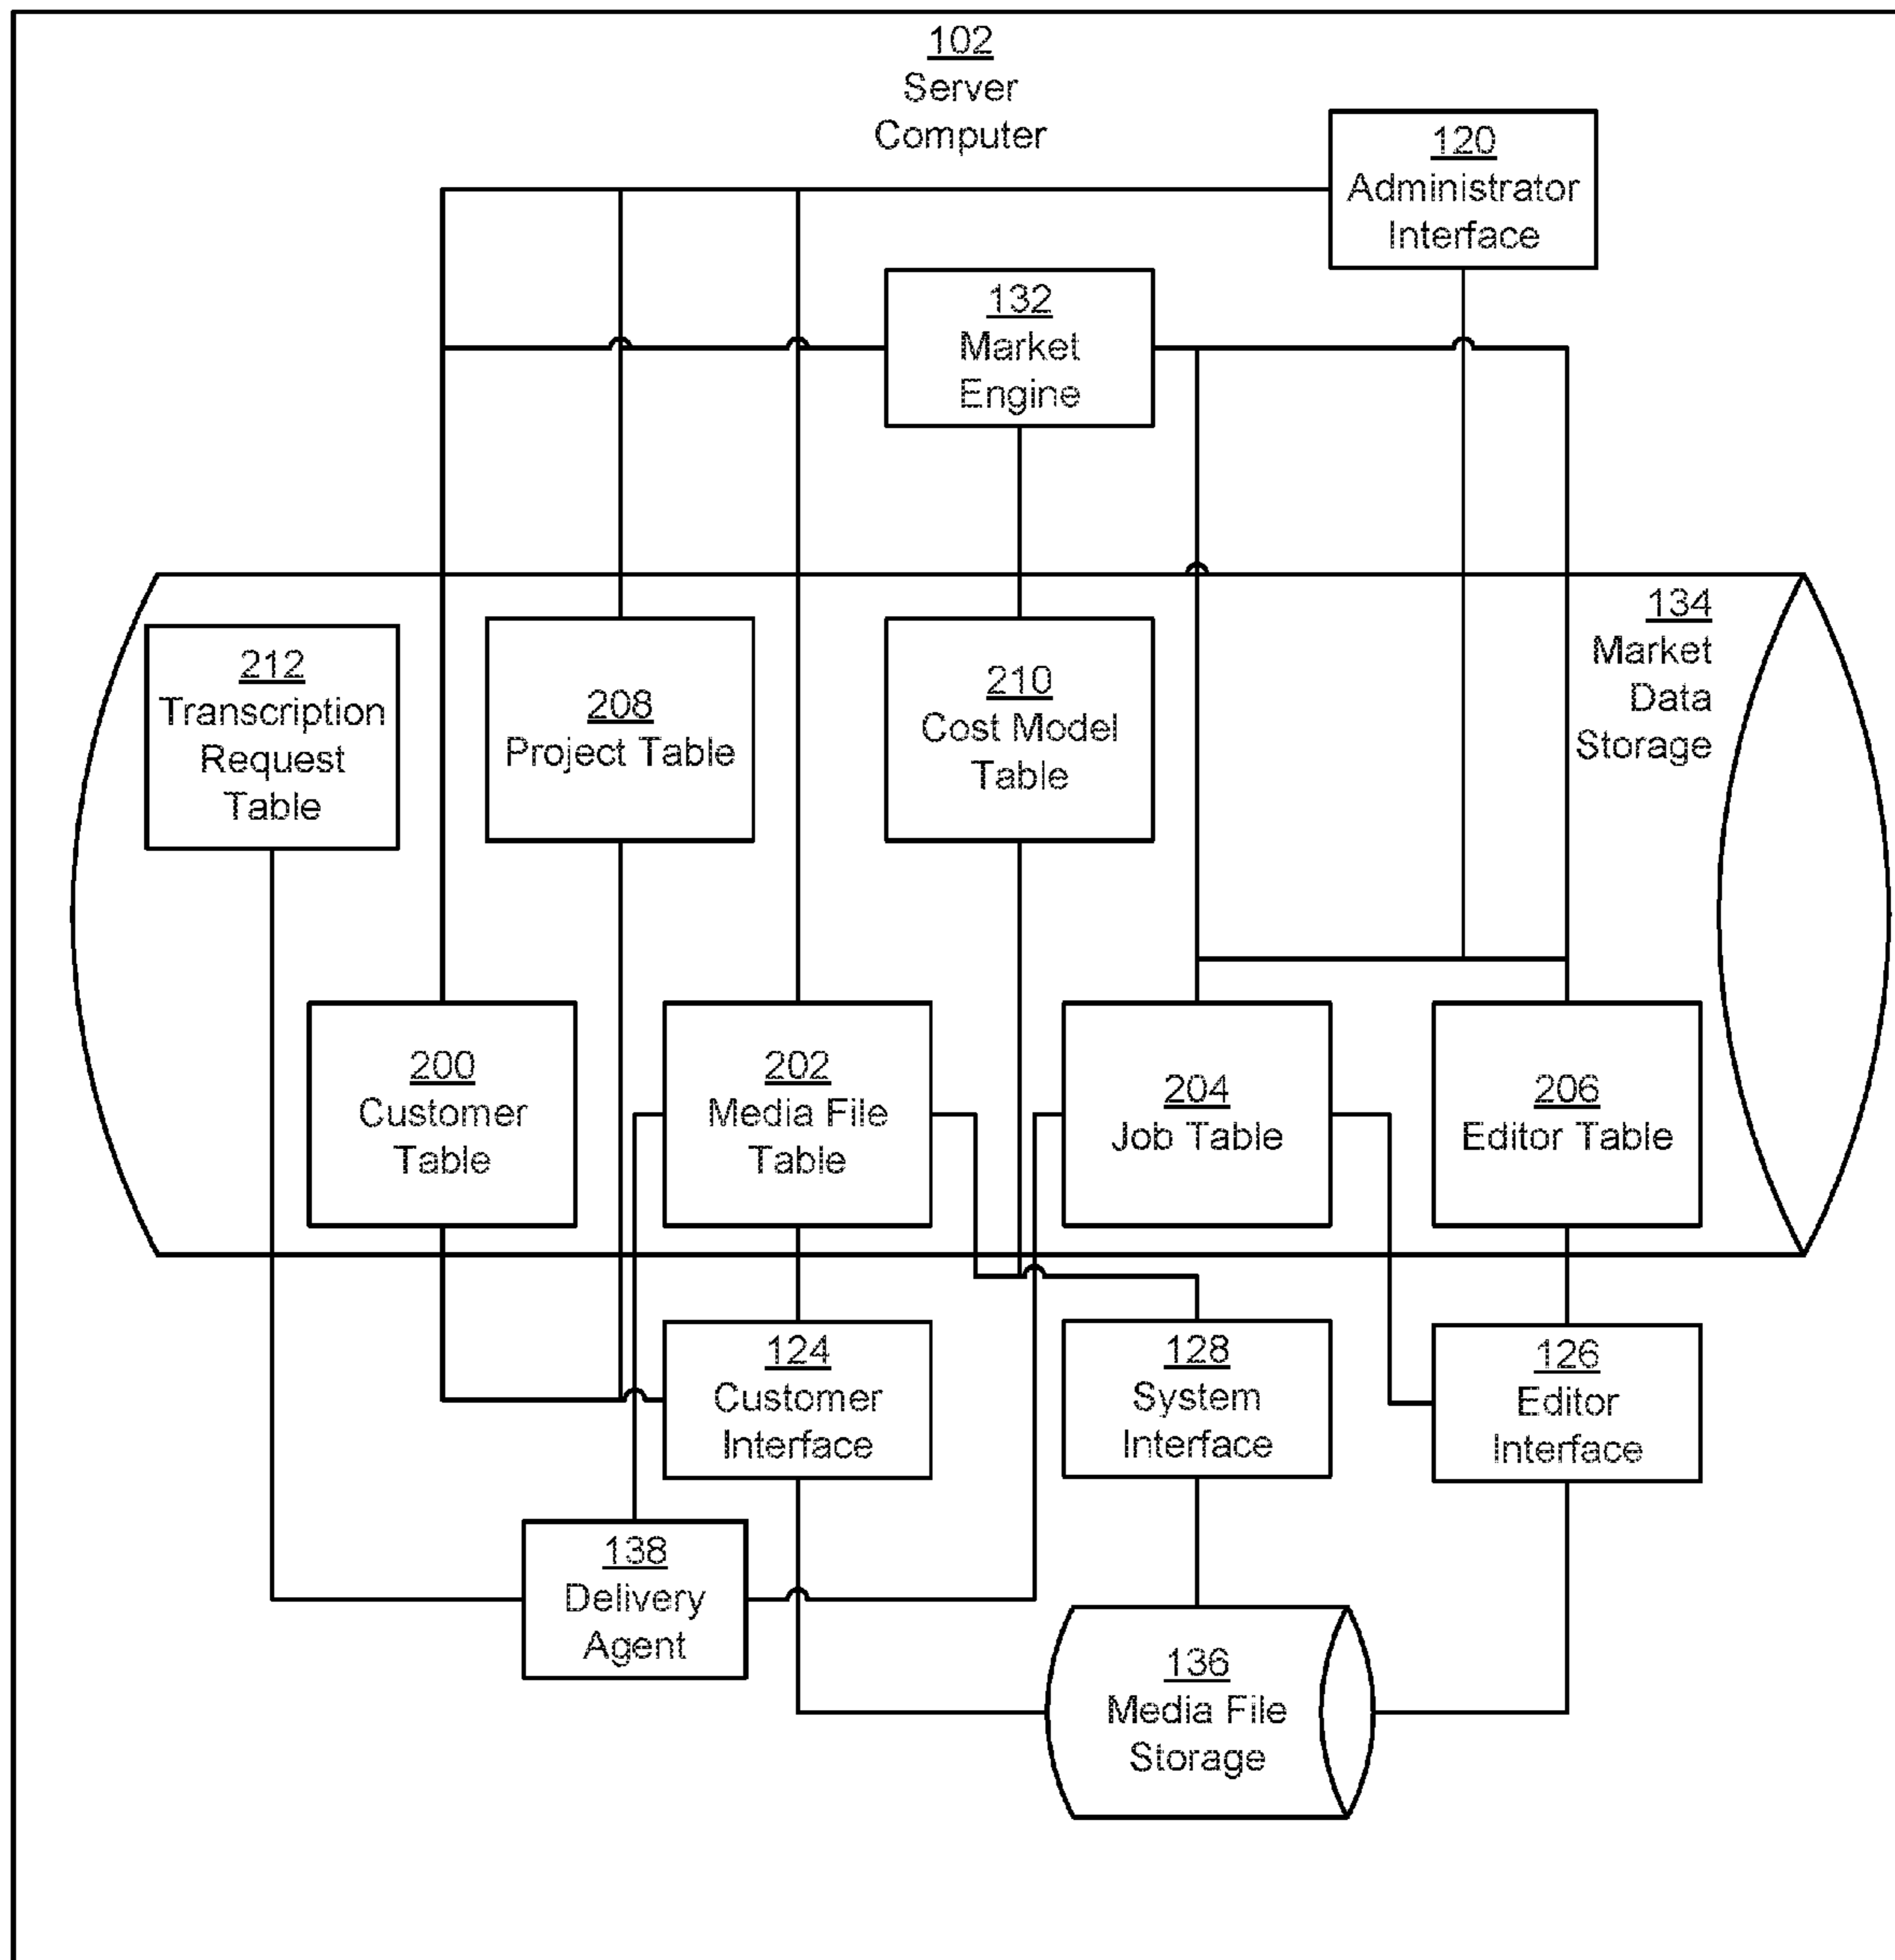 102
Server
Computer
120
Administrator
Interface
132
Market
Engine
134
Market
Data
Storage
212
Transcription
Request
Table
208
Project Table
210
Cost Model
Table
200
Customer
Table
202
Media File
Table
204
Job Table
206
Editor Table
124
Customer
Interface
128
System
Interface
126
Editor
Interface
138
Delivery
Agent
136
Media File
Storage